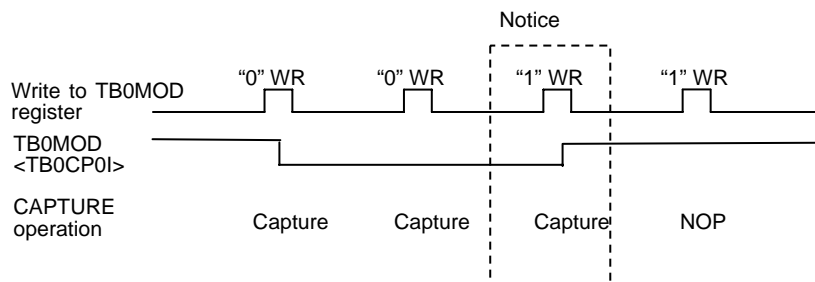 Notice
Write to TB0MOD
register
“0” WR “0” WR “1” WR “1” WR
TB0MOD
<TB0CP0I>
CAPTURE
operation
Capture Capture Capture NOP